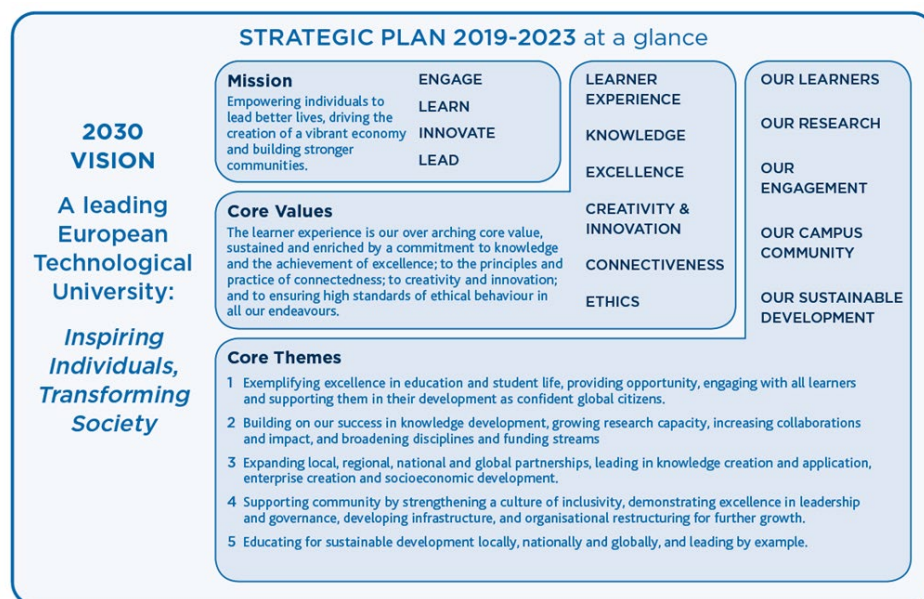 STRATEGIC PLAN 2019-2023 at a glance
2030
VISION
A leading
European
Technological
University:
Inspiring
Individuals,
Transforming
Society
Mission
Empowering individuals to
lead better lives, driving the
creation of a vibrant economy
and building stronger
communities.
ENGAGE
LEARN
INNOVATE
LEAD
Core Values
The learner experience is our over arching core value,
sustained and enriched by a commitment to knowledge
and the achievement of excellence; to the principles and
practice of connectedness; to creativity and innovation;
and to ensuring high standards of ethical behaviour in
all our endeavours.
LEARNER
EXPERIENCE
KNOWLEDGE
EXCELLENCE
CREATIVITY &
INNOVATION
CONNECTIVENESS
ETHICS
OUR LEARNERS
OUR RESEARCH
OUR
ENGAGEMENT
OUR CAMPUS
COMMUNITY
OUR SUSTAINABLE
DEVELOPMENT
Core Themes
1 Exemplifying excellence in education and student life, providing opportunity, engaging with all learners
and supporting them in their development as confident global citizens.
2 Building on our success in knowledge development, growing research capacity, increasing collaborations
and impact, and broadening disciplines and funding streams
3 Expanding local, regional, national and global partnerships, leading in knowledge creation and application,
enterprise creation and socioeconomic development.
4 Supporting community by strengthening a culture of inclusivity, demonstrating excellence in leadership
and governance, developing infrastructure, and organisational restructuring for further growth.
5 Educating for sustainable development locally, nationally and globally, and leading by example.